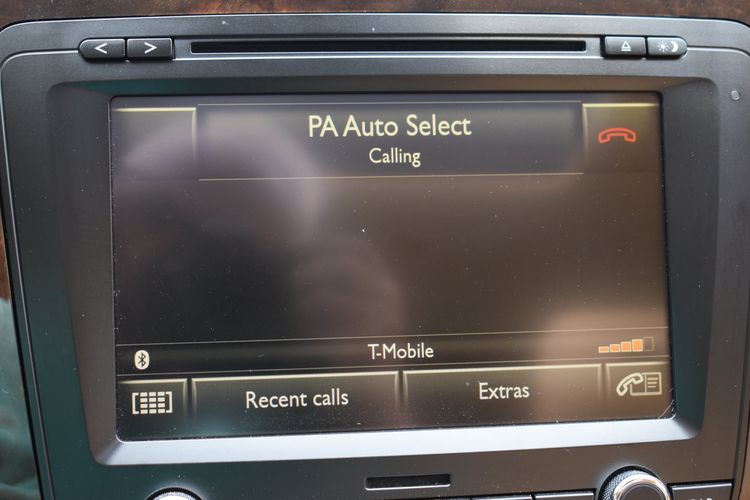 < >
PA Auto Select
Calling
T-Mobile
Recent calls
Extras